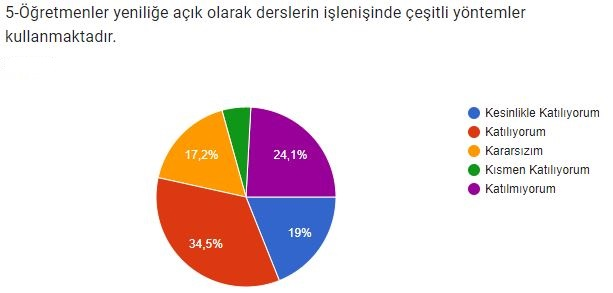 5-Öğretmenler yeniliğe açık olarak derslerin işlenişinde çeşitli yöntemler
kullanmaktadır.
Kesinlikle Katılıyorum
Katılıyorum
Kararsızım
Kısmen Katılıyorum
Katılmıyorum
17,2%
24,1%
34,5%
19%